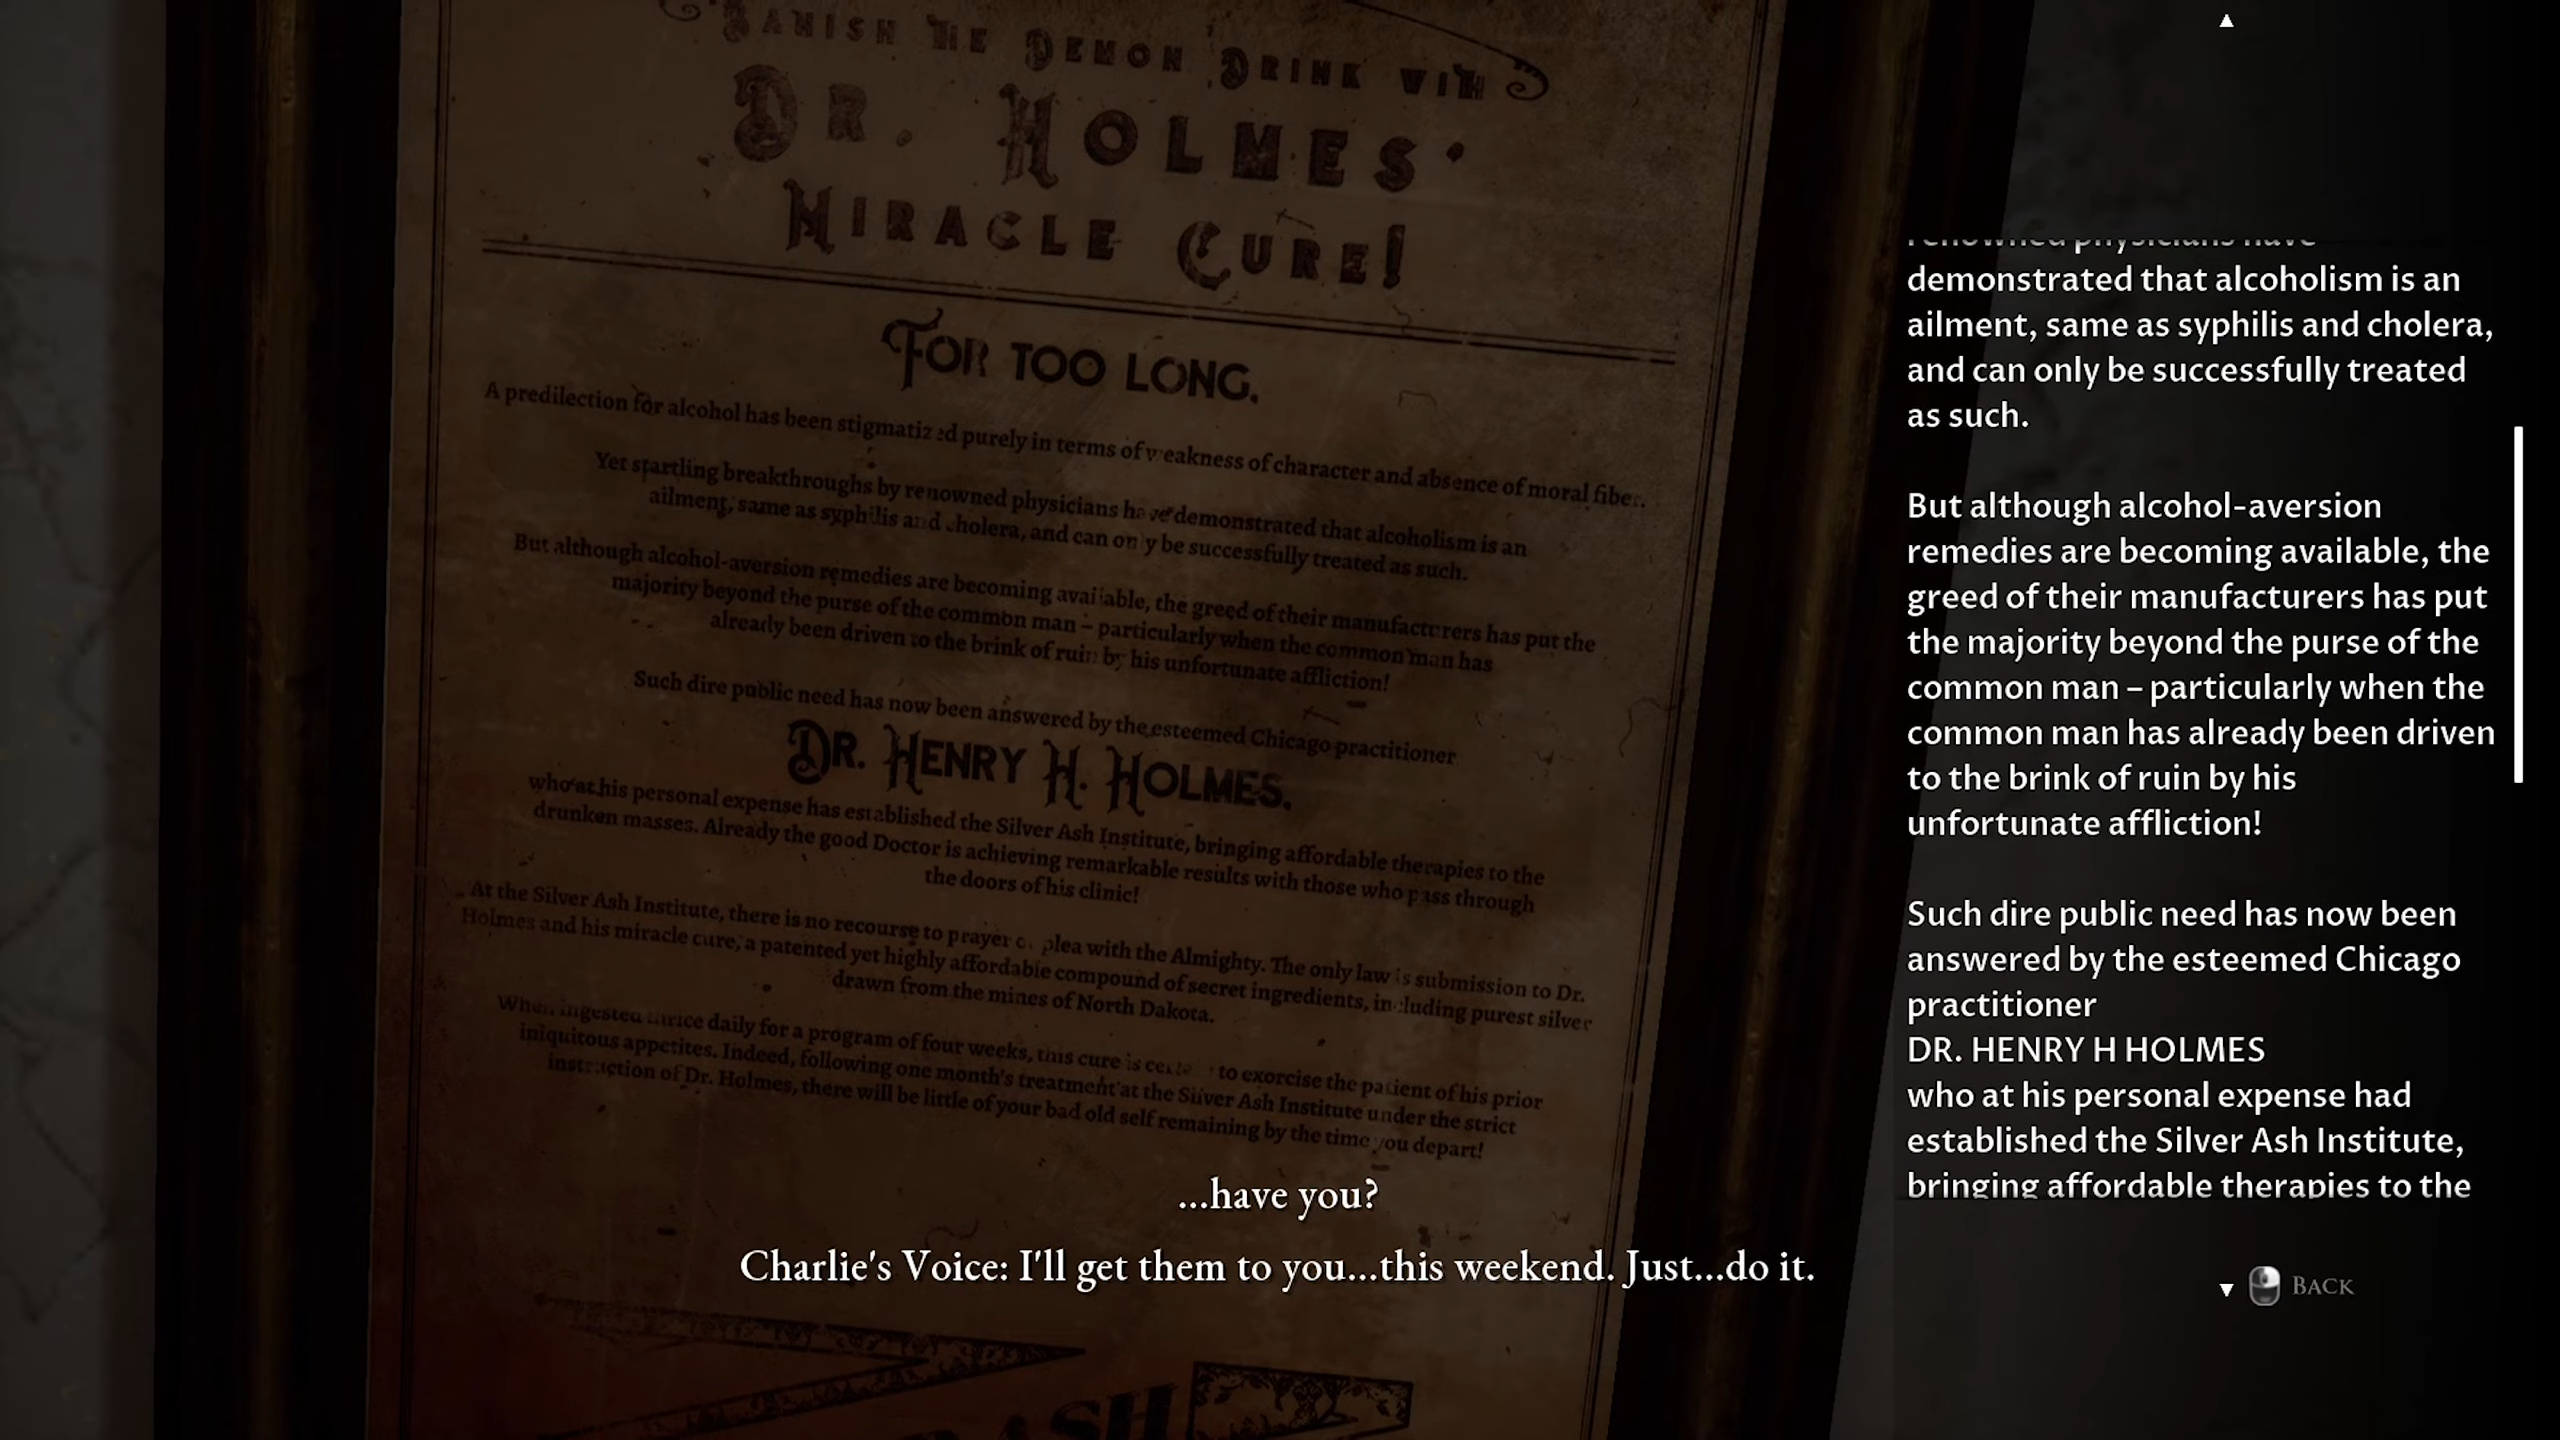 BANISH THE DEMON DRINK WITH
DR. HOLMES'
MIRACLE CURE!
FOR TOO LONG,
A predilection for alcohol has been stigmatized purely in terms of weakness of character and absence of moral fiber.
Yet startling breakthroughs by renowned physicians have demonstrated that alcoholism is an
ailment, same as syphilis and cholera, and can only be successfully treated as such.
But although alcohol-aversion remedies are becoming available, the greed of their manufacturers has put the
majority beyond the purse of the common man – particularly when the common man has
already been driven to the brink of ruin by his unfortunate affliction!
Such dire public need has now been answered by the esteemed Chicago practitioner
DR. HENRY H. HOLMES.
who at his personal expense has established the Silver Ash Institute, bringing affordable therapies to the
drunken masses. Already the good Doctor is achieving remarkable results with those who pass through
the doors of his clinic!
At the Silver Ash Institute, there is no recourse to prayer or plea with the Almighty. The only law is submission to Dr.
Holmes and his miracle cure, a patented yet highly affordable compound of secret ingredients, including purest silver
drawn from the mines of North Dakota.
When ingested thrice daily for a program of four weeks, this cure is to exorcise the patient of his prior
iniquitous appetites. Indeed, following one month's treatment at the Silver Ash Institute under the strict
instruction of Dr. Holmes, there will be little of your bad old self remaining by the time you depart!
ASH
...have you?
Charlie's Voice: I'll get them to you...this weekend. Just...do it.
renowned physicians have
demonstrated that alcoholism is an
ailment, same as syphilis and cholera,
and can only be successfully treated
as such.
But although alcohol-aversion
remedies are becoming available, the
greed of their manufacturers has put
the majority beyond the purse of the
common man – particularly when the
common man has already been driven
to the brink of ruin by his
unfortunate affliction!
Such dire public need has now been
answered by the esteemed Chicago
practitioner
DR. HENRY H HOLMES
who at his personal expense had
established the Silver Ash Institute,
bringing affordable therapies to the
BACK